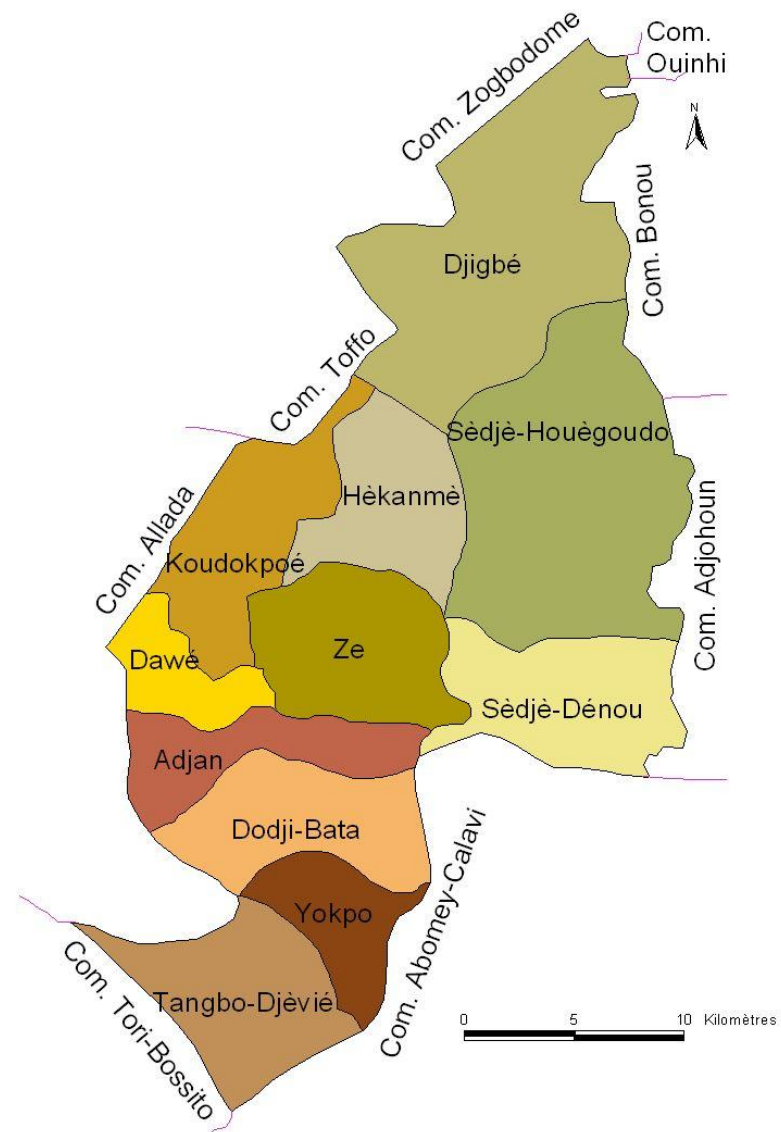 Com.
Ouinhi
Com. Zogbodome
N
Com. Bonou
Djigbé
Com. Toffo
Sèdjè-Houègoudo
Hèkanmè
Com. Allada
Koudokpoé
Com. Adjohoun
Ze
Dawé
Sèdjè-Dénou
Adjan
Dodji-Bata
Com. Abomey-Calavi
Yokpo
Com. Tori-Bossito
Tangbo-Djèvié
0 5 10 Kilomètres